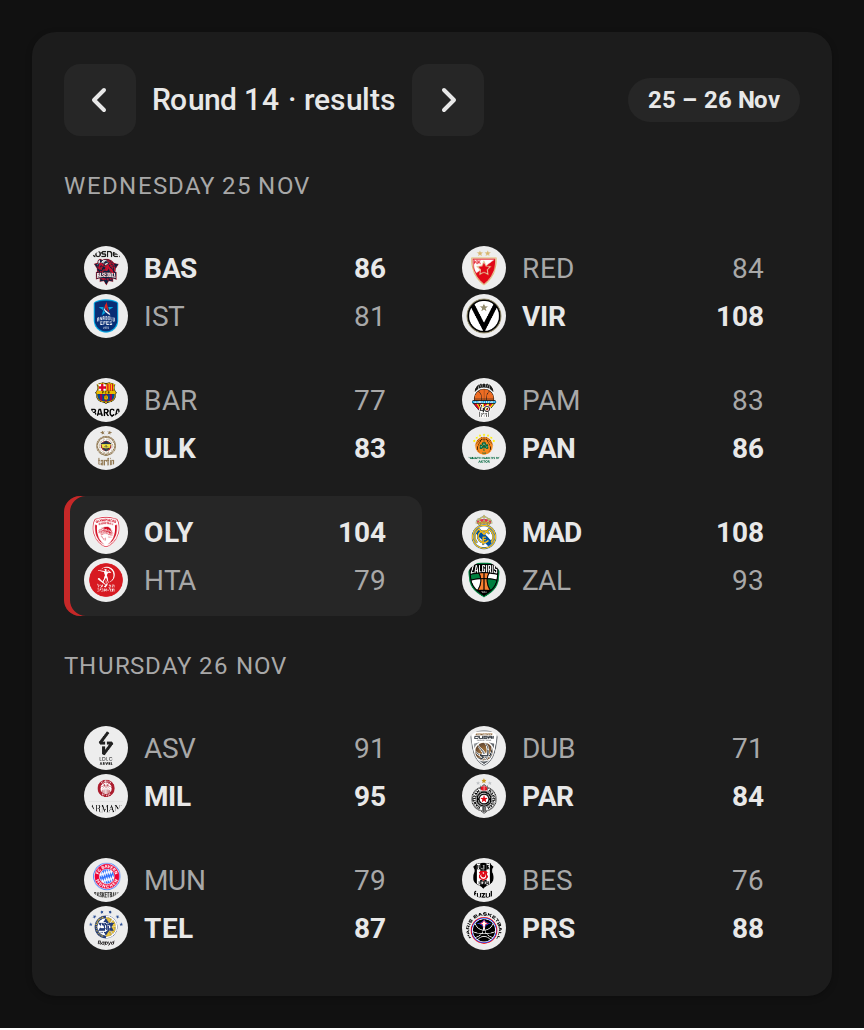 Round 14 · results
25 – 26 Nov
WEDNESDAY 25 NOV
BAS 86
IST 81
RED 84
VIR 108
BAR 77
ULK 83
PAM 83
PAN 86
OLY 104
HTA 79
MAD 108
ZAL 93
THURSDAY 26 NOV
ASV 91
MIL 95
DUB 71
PAR 84
MUN 79
TEL 87
BES 76
PRS 88